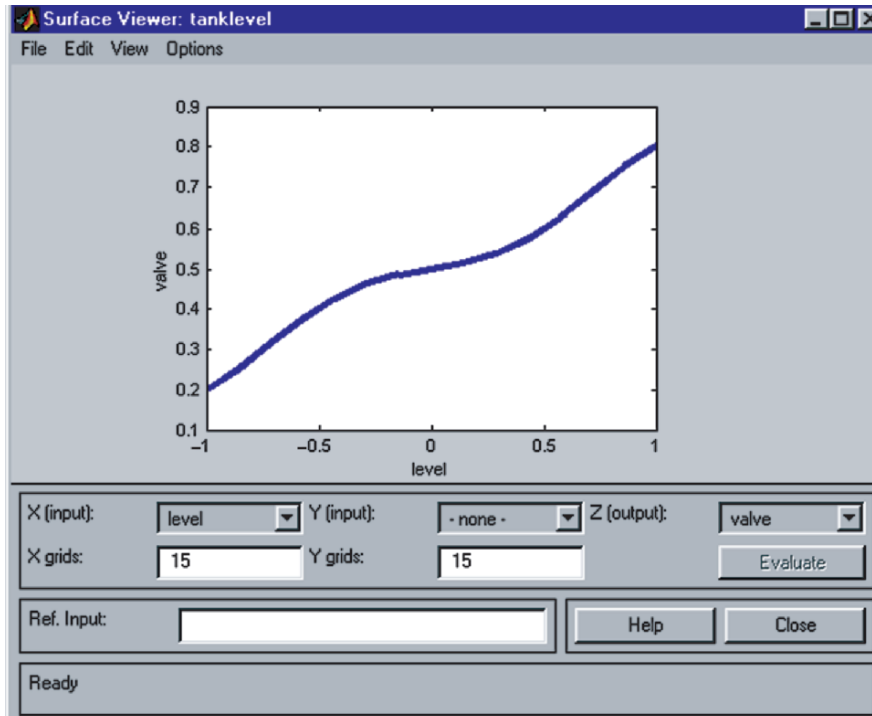 Surface Viewer: tanklevel
File Edit View Options
0.9
0.8
0.7
0.6
0.5
0.4
0.3
0.2
0.1
valve
−1 −0.5 0 0.5 1
level
X (input): level Y (input): - none - Z (output): valve
X grids: 15 Y grids: 15 Evaluate
Ref. Input: Help Close
Ready